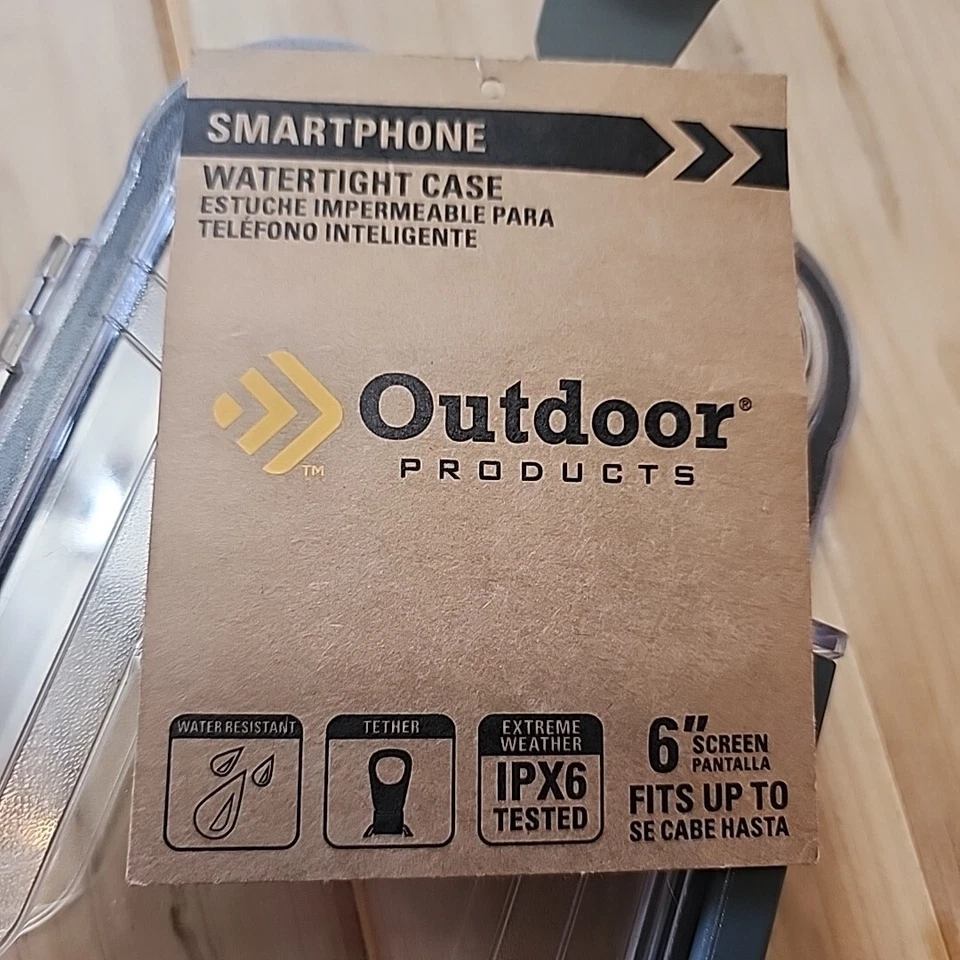 SMARTPHONE
WATERTIGHT CASE
ESTUCHE IMPERMEABLE PARA
TELÉFONO INTELIGENTE
Outdoor®
PRODUCTS
TM
WATER RESISTANT
TETHER
EXTREME
WEATHER
IPX6
TESTED
6" SCREEN
PANTALLA
FITS UP TO
SE CABE HASTA